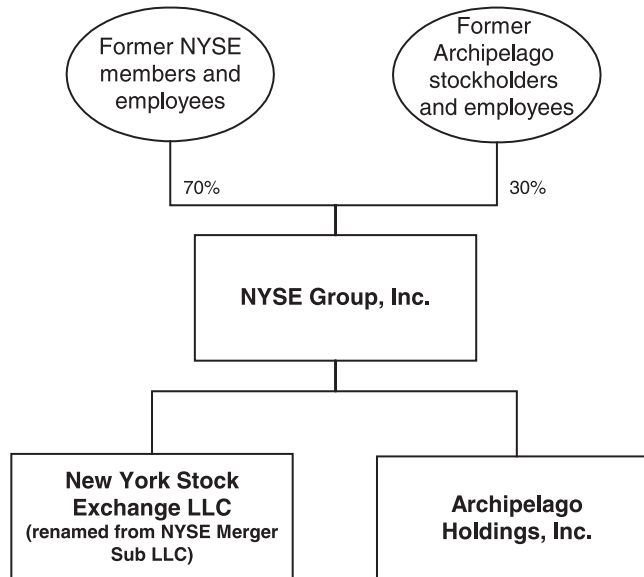 Former NYSE
members and
employees
Former
Archipelago
stockholders
and employees
70%
30%
NYSE Group, Inc.
New York Stock
Exchange LLC
(renamed from NYSE Merger
Sub LLC)
Archipelago
Holdings, Inc.